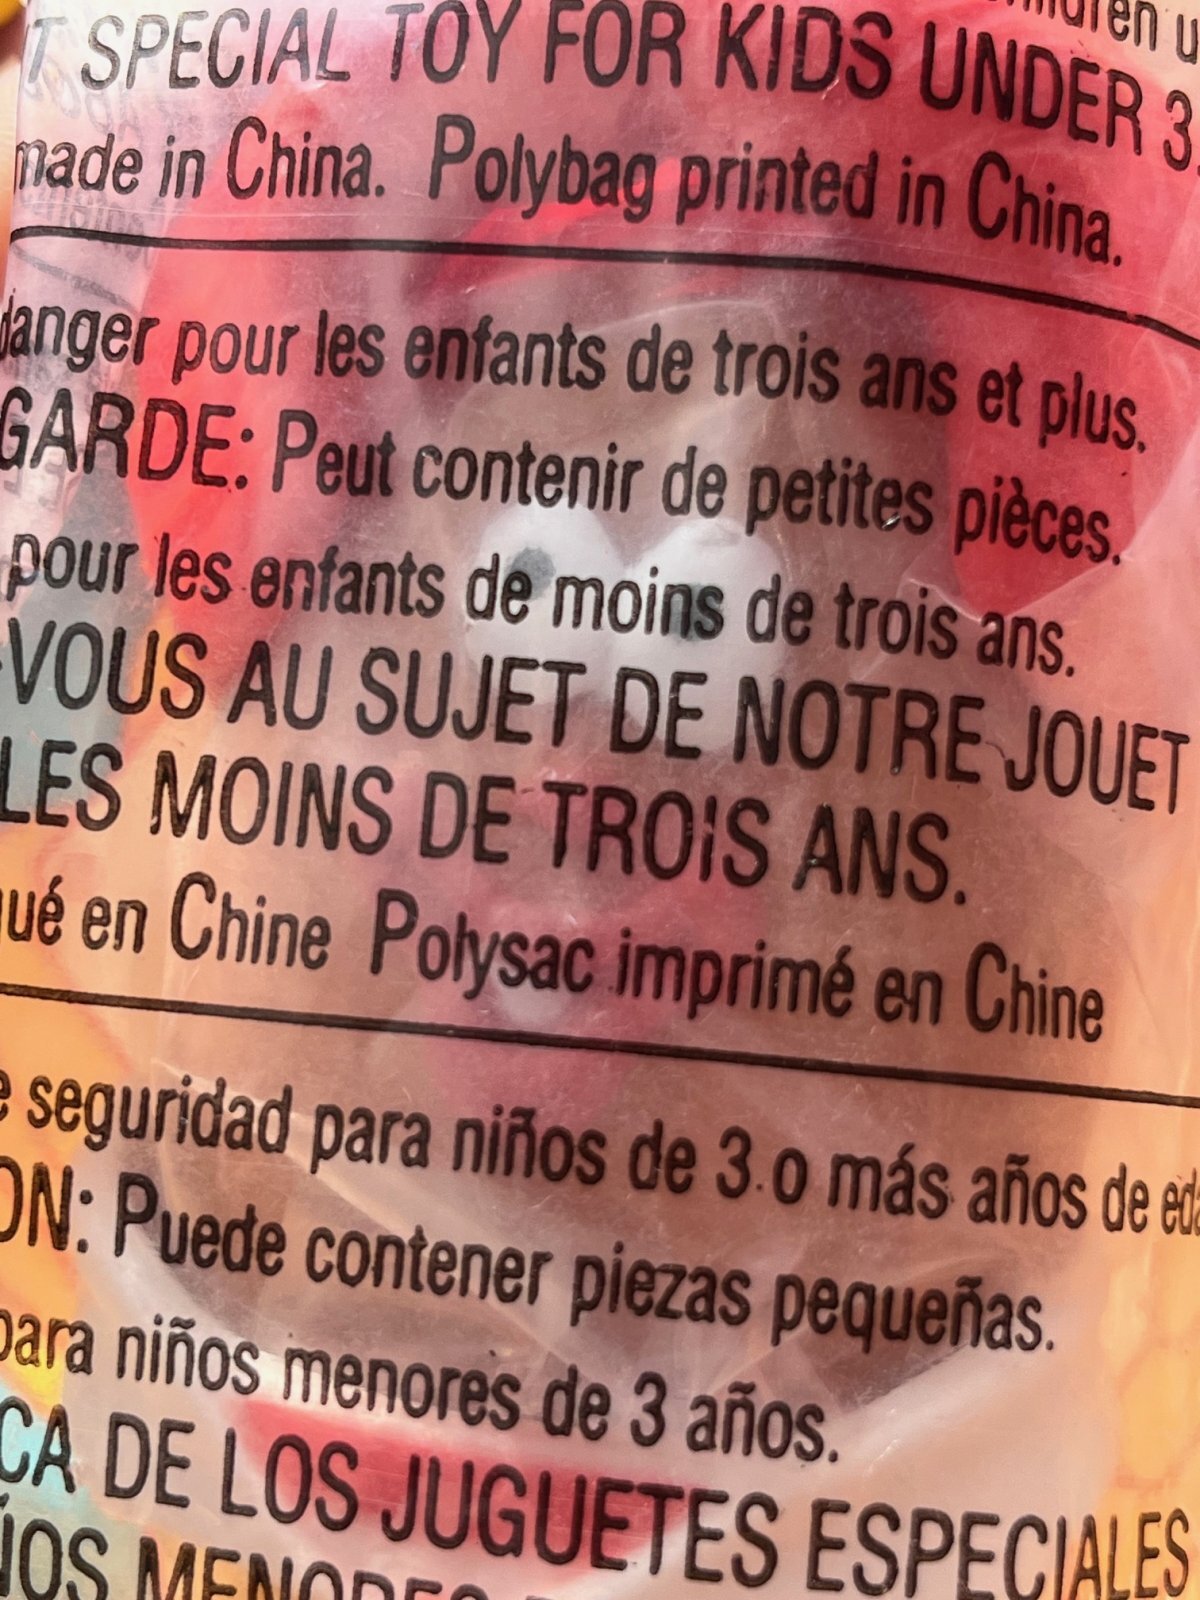 T SPECIAL TOY FOR KIDS UNDER 3.
made in China. Polybag printed in China.
danger pour les enfants de trois ans et plus.
GARDE: Peut contenir de petites pièces.
pour les enfants de moins de trois ans.
-VOUS AU SUJET DE NOTRE JOUET
LES MOINS DE TROIS ANS.
qué en Chine Polysac imprimé en Chine
e seguridad para niños de 3 o más años de eda
ON: Puede contener piezas pequeñas.
para niños menores de 3 años.
CA DE LOS JUGUETES ESPECIALES
ÑOS MENORES